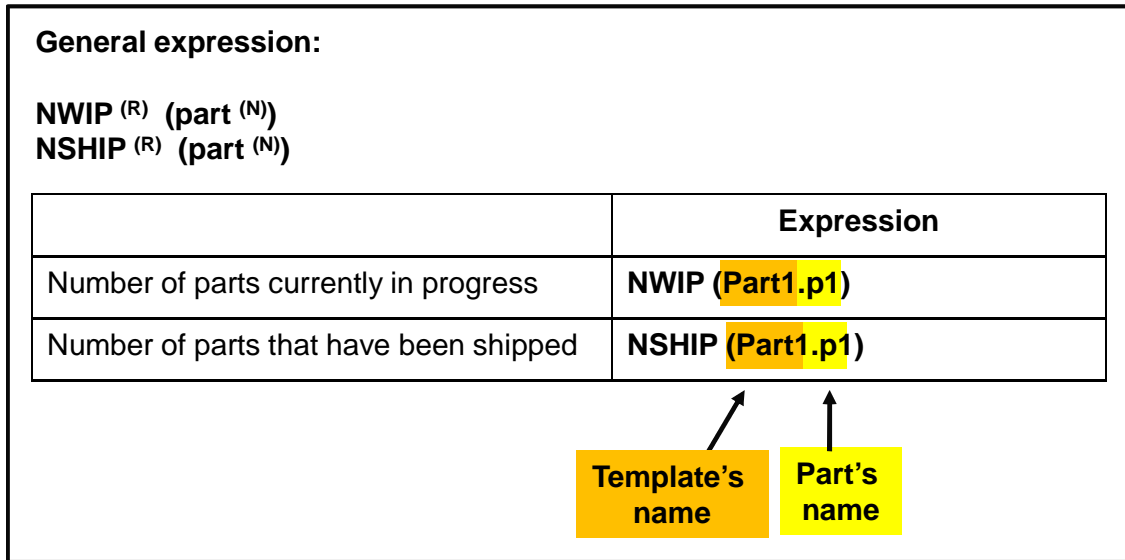 General expression:
NWIP (R) (part (N))
NSHIP (R) (part (N))
Expression
Number of parts currently in progress NWIP (Part1.p1)
Number of parts that have been shipped NSHIP (Part1.p1)
Template's Part's
name name